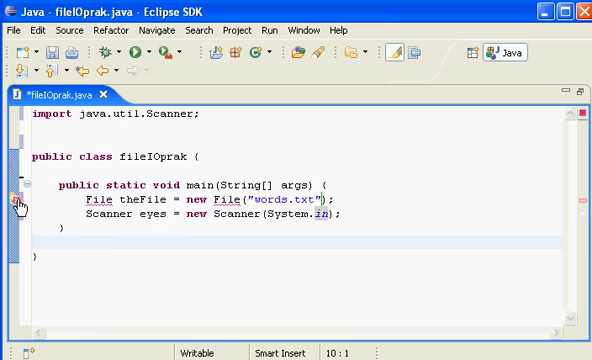 Java - fileIOprak.java - Eclipse SDK
File Edit Source Refactor Navigate Search Project Run Window Help
Java
*fileIOprak.java
import java.util.Scanner;
public class fileIOprak {
public static void main(String[] args) {
File theFile = new File("words.txt");
Scanner eyes = new Scanner(System.in);
}
}
Writable Smart Insert 10 : 1